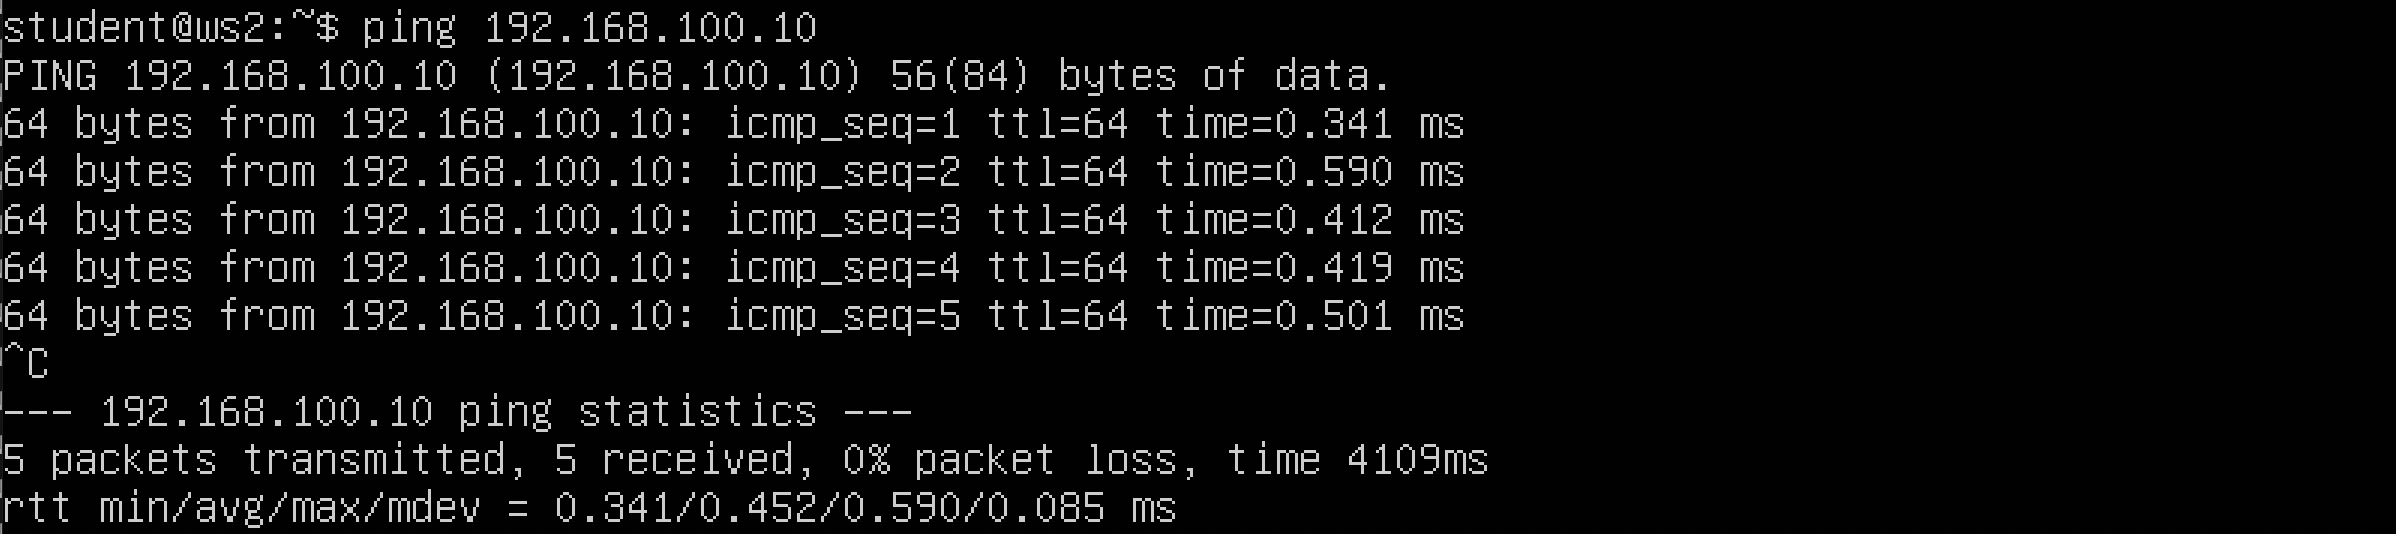 student@ws2:~$ ping 192.168.100.10
PING 192.168.100.10 (192.168.100.10) 56(84) bytes of data.
64 bytes from 192.168.100.10: icmp_seq=1 ttl=64 time=0.341 ms
64 bytes from 192.168.100.10: icmp_seq=2 ttl=64 time=0.590 ms
64 bytes from 192.168.100.10: icmp_seq=3 ttl=64 time=0.412 ms
64 bytes from 192.168.100.10: icmp_seq=4 ttl=64 time=0.419 ms
64 bytes from 192.168.100.10: icmp_seq=5 ttl=64 time=0.501 ms
^C
--- 192.168.100.10 ping statistics ---
5 packets transmitted, 5 received, 0% packet loss, time 4109ms
rtt min/avg/max/mdev = 0.341/0.452/0.590/0.085 ms